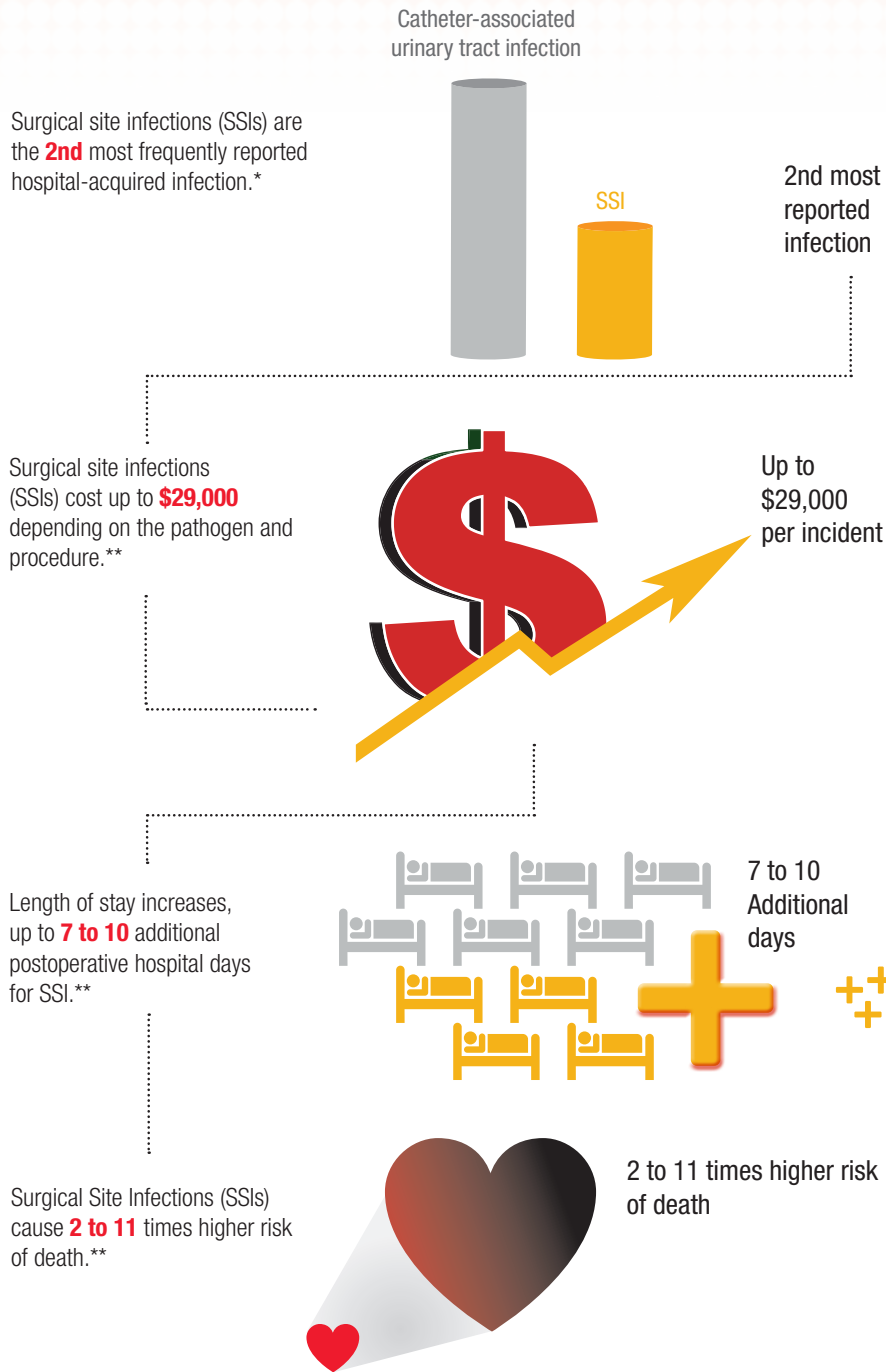 Catheter-associated
urinary tract infection
Surgical site infections (SSIs) are
the 2nd most frequently reported
hospital-acquired infection.*
SSI
2nd most
reported
infection
Surgical site infections
(SSIs) cost up to $29,000
depending on the pathogen and
procedure.**
$
Up to
$29,000
per incident
Length of stay increases,
up to 7 to 10 additional
postoperative hospital days
for SSI.**
7 to 10
Additional
days
Surgical Site Infections (SSIs)
cause 2 to 11 times higher risk
of death.**
2 to 11 times higher risk
of death